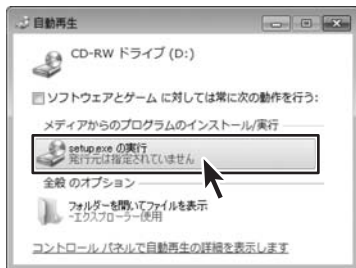 自動再生
CD-RW ドライブ (D:)
ソフトウェアとゲーム に対しては常に次の動作を行う:
メディアからのプログラムのインストール/実行
setup.exe の実行
発行元は指定されていません
全般 のオプション
フォルダーを開いてファイルを表示
-エクスプローラー使用
コントロール パネルで自動再生の詳細を表示します